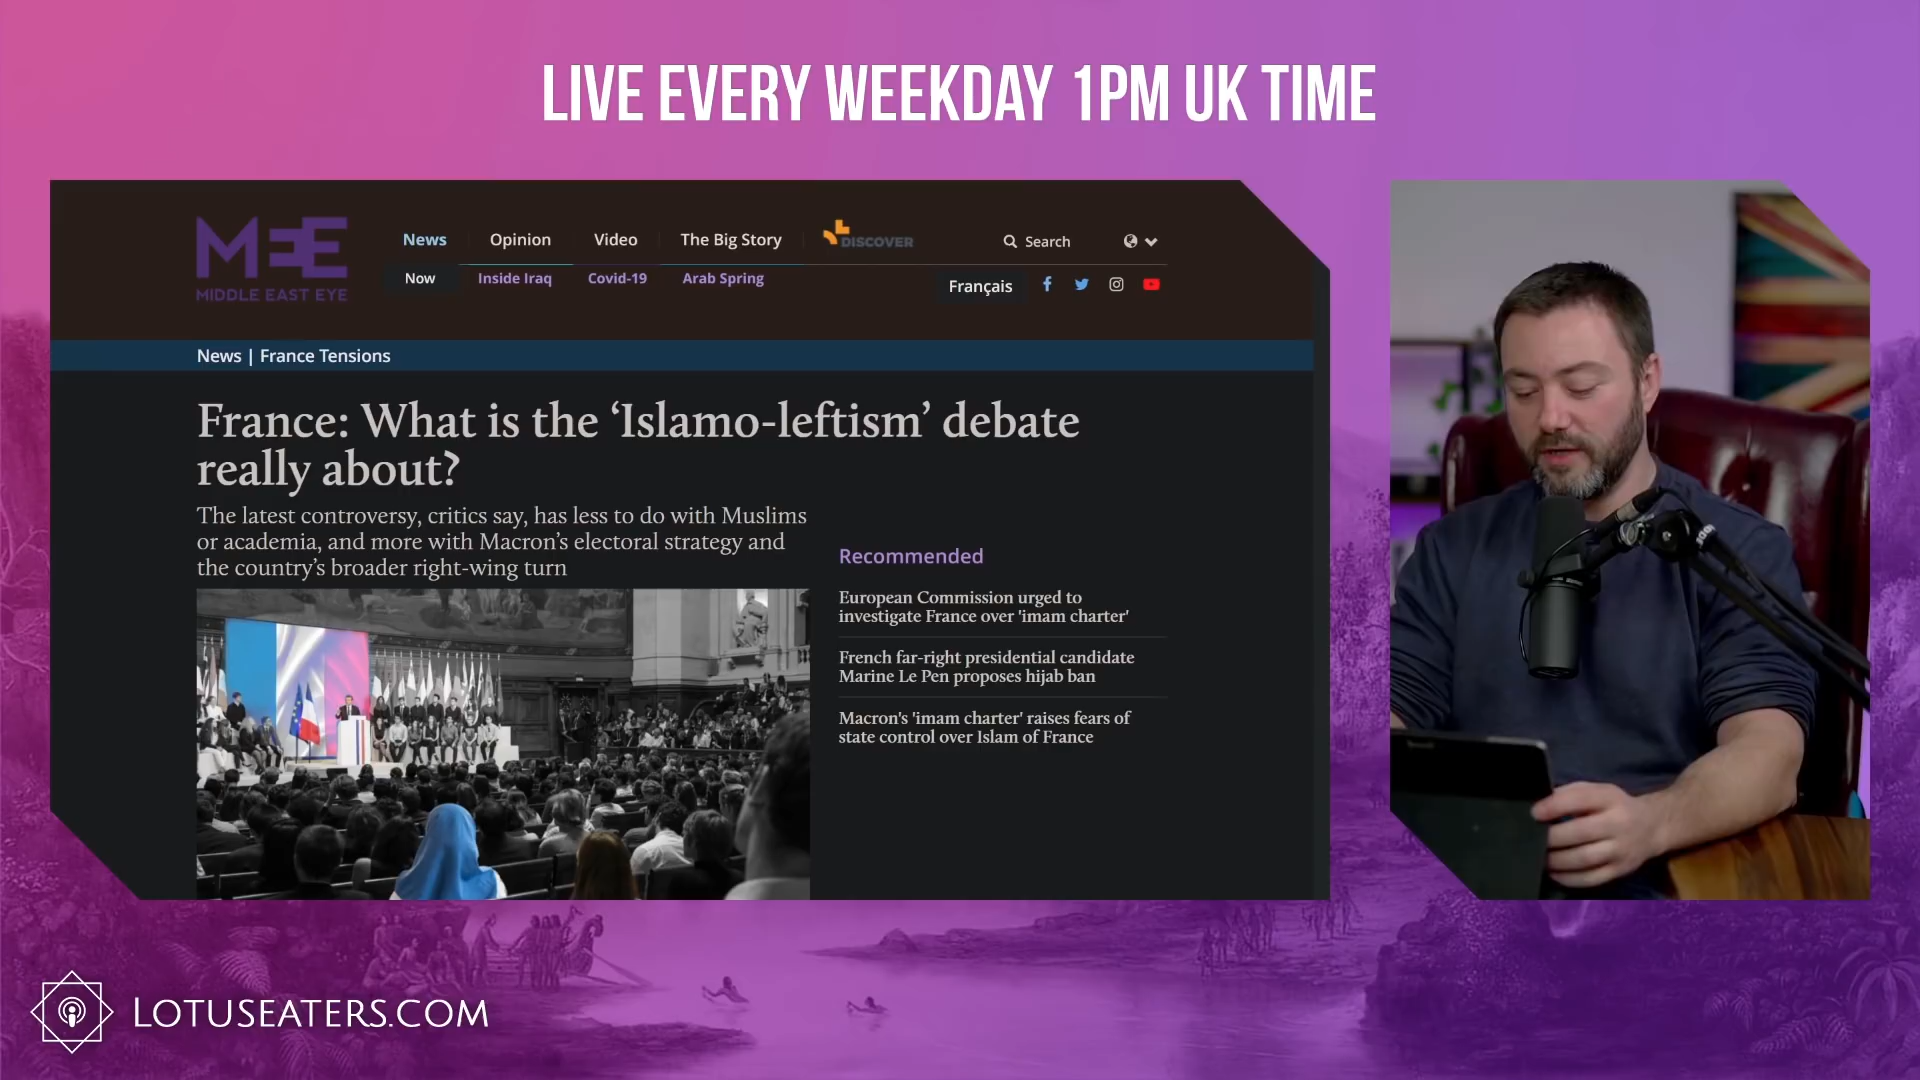 LIVE EVERY WEEKDAY 1PM UK TIME
MEE
MIDDLE EAST EYE
News
Opinion
Video
The Big Story
DISCOVER
Search
Now
Inside Iraq
Covid-19
Arab Spring
Français
News | France Tensions
France: What is the ‘Islamo-leftism’ debate
really about?
The latest controversy, critics say, has less to do with Muslims
or academia, and more with Macron’s electoral strategy and
the country’s broader right-wing turn
Recommended
European Commission urged to
investigate France over 'imam charter'
French far-right presidential candidate
Marine Le Pen proposes hijab ban
Macron's 'imam charter' raises fears of
state control over Islam of France
LOTUSEATERS.COM